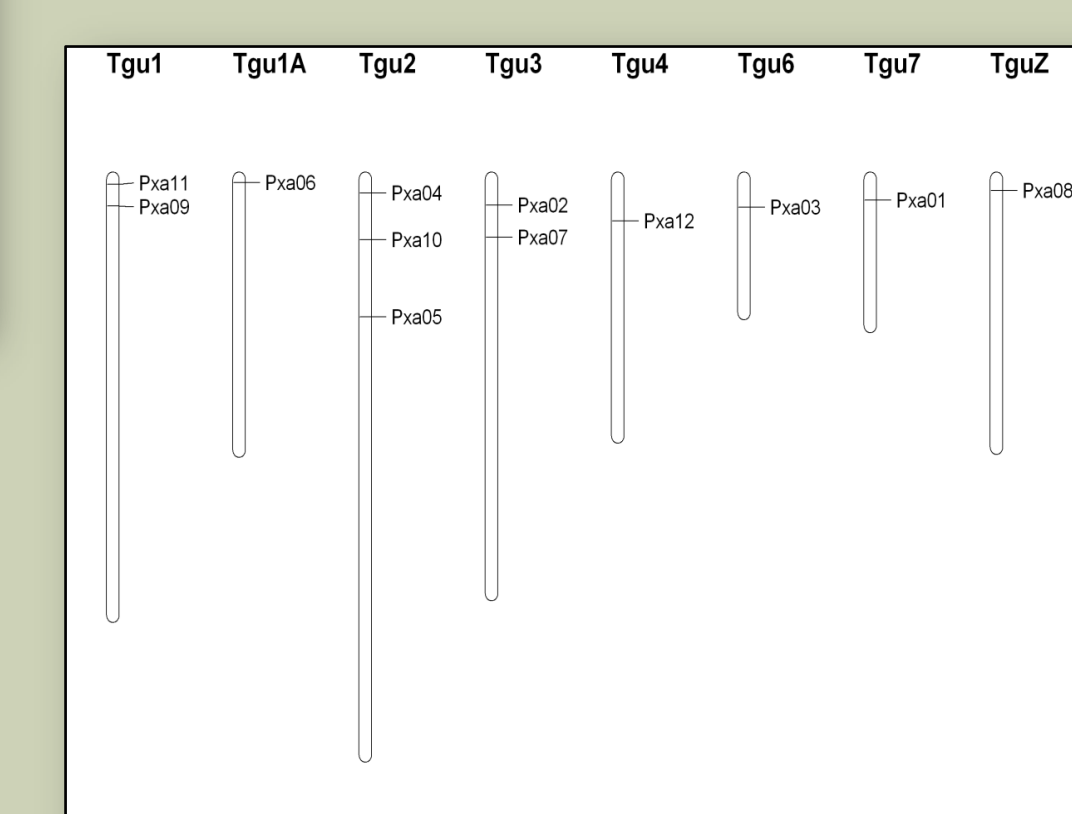 Tgu1 Tgu1A Tgu2 Tgu3 Tgu4 Tgu6 Tgu7 TguZ
Pxa11
Pxa09
Pxa06
Pxa04
Pxa10
Pxa05
Pxa02
Pxa07
Pxa12
Pxa03
Pxa01
Pxa08